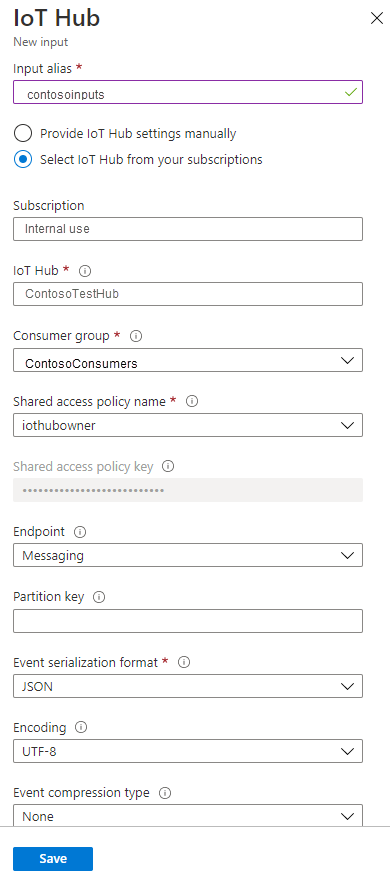 IoT Hub
New input
Input alias *
contosoinputs
Provide IoT Hub settings manually
Select IoT Hub from your subscriptions
Subscription
Internal use
IoT Hub *
ContosoTestHub
Consumer group *
ContosoConsumers
Shared access policy name *
iothubowner
Shared access policy key
•••••••••••••••••••••••••••
Endpoint
Messaging
Partition key
Event serialization format *
JSON
Encoding
UTF-8
Event compression type
None
Save